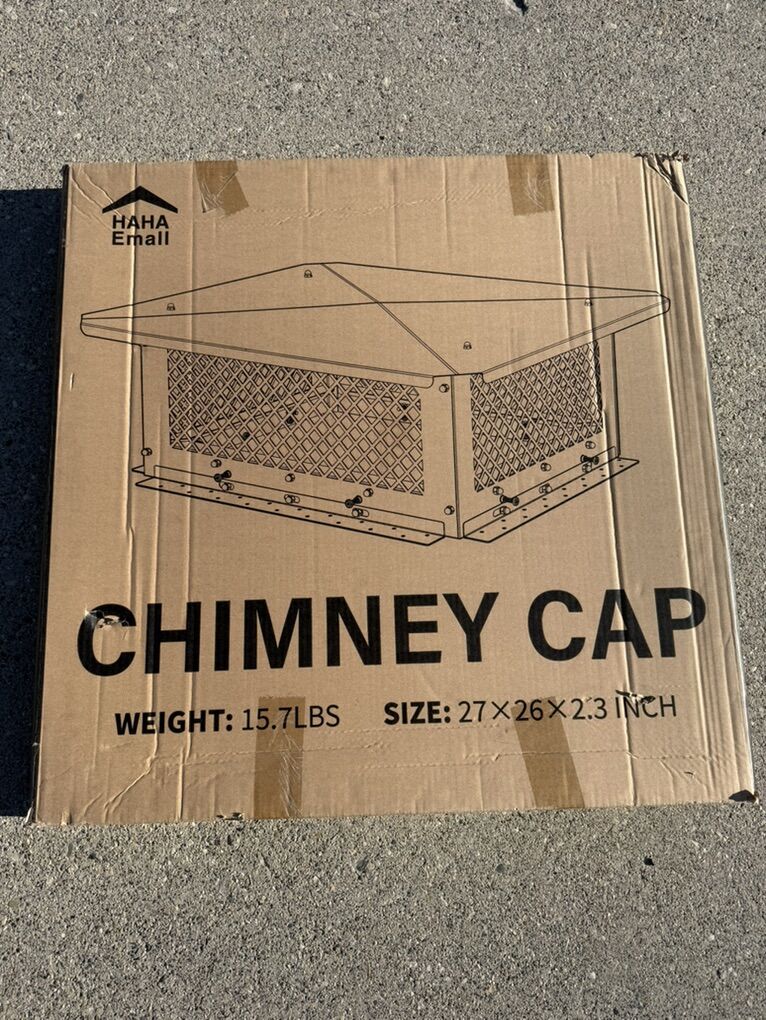 HAHA
Emall
CHIMNEY CAP
WEIGHT: 15.7LBS SIZE: 27×26×2.3 INCH